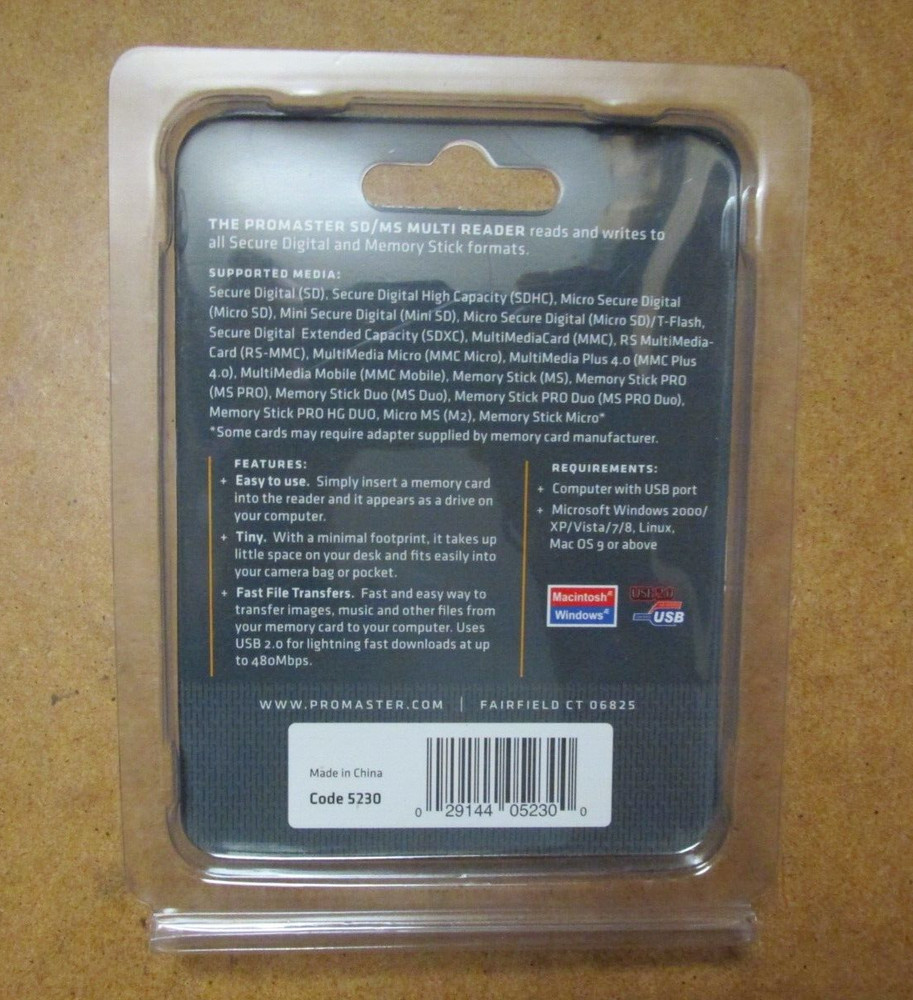 THE PROMASTER SD/MS MULTI READER reads and writes to
all Secure Digital and Memory Stick formats.
SUPPORTED MEDIA:
Secure Digital (SD), Secure Digital High Capacity (SDHC), Micro Secure Digital
(Micro SD), Mini Secure Digital (Mini SD), Micro Secure Digital (Micro SD)/T-Flash,
Secure Digital Extended Capacity (SDXC), MultiMediaCard (MMC), RS MultiMedia-
Card (RS-MMC), MultiMedia Micro (MMC Micro), MultiMedia Plus 4.0 (MMC Plus
4.0), MultiMedia Mobile (MMC Mobile), Memory Stick (MS), Memory Stick PRO
(MS PRO), Memory Stick Duo (MS Duo), Memory Stick PRO Duo (MS PRO Duo),
Memory Stick PRO HG DUO, Micro MS (M2), Memory Stick Micro*
*Some cards may require adapter supplied by memory card manufacturer.
FEATURES:
+ Easy to use. Simply insert a memory card
into the reader and it appears as a drive on
your computer.
+ Tiny. With a minimal footprint, it takes up
little space on your desk and fits easily into
your camera bag or pocket.
+ Fast File Transfers. Fast and easy way to
transfer images, music and other files from
your memory card to your computer. Uses
USB 2.0 for lightning fast downloads at up
to 480Mbps.
REQUIREMENTS:
+ Computer with USB port
+ Microsoft Windows 2000/
XP/Vista/7/8, Linux,
Mac OS 9 or above
Macintosh®
Windows®
USB 2.0
USB
WWW.PROMASTER.COM | FAIRFIELD CT 06825
Made in China
Code 5230
0 29144 05230 0